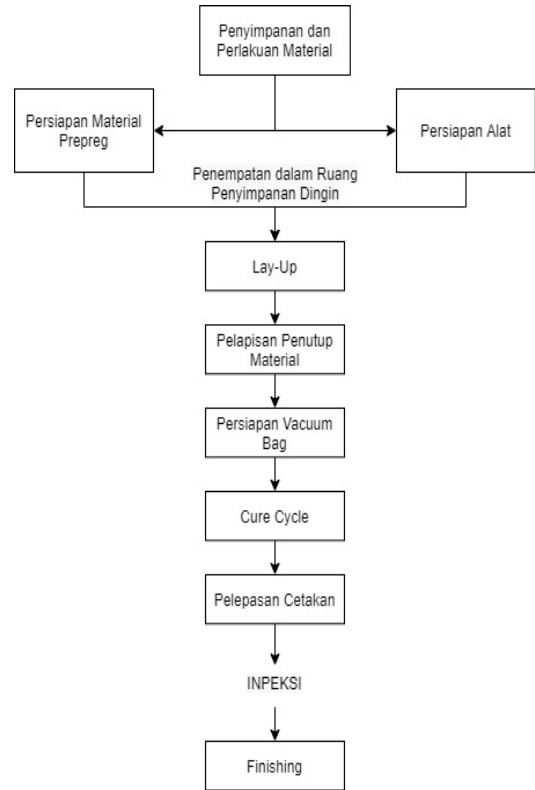 Penyimpanan dan
Perlakuan Material
Persiapan Material
Prepreg
Persiapan Alat
Penempatan dalam Ruang
Penyimpanan Dingin
Lay-Up
Pelapisan Penutup
Material
Persiapan Vacuum
Bag
Cure Cycle
Pelepasan Cetakan
INPEKSI
Finishing